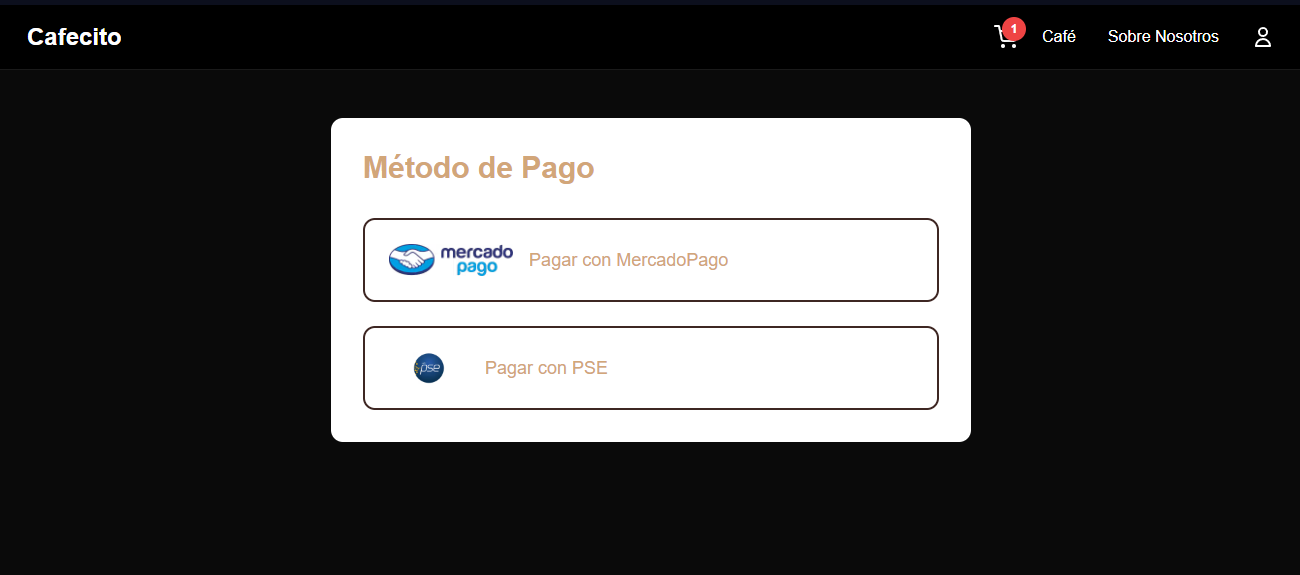 Cafecito
1
Café
Sobre Nosotros
Método de Pago
mercado
pago
Pagar con MercadoPago
pse
Pagar con PSE